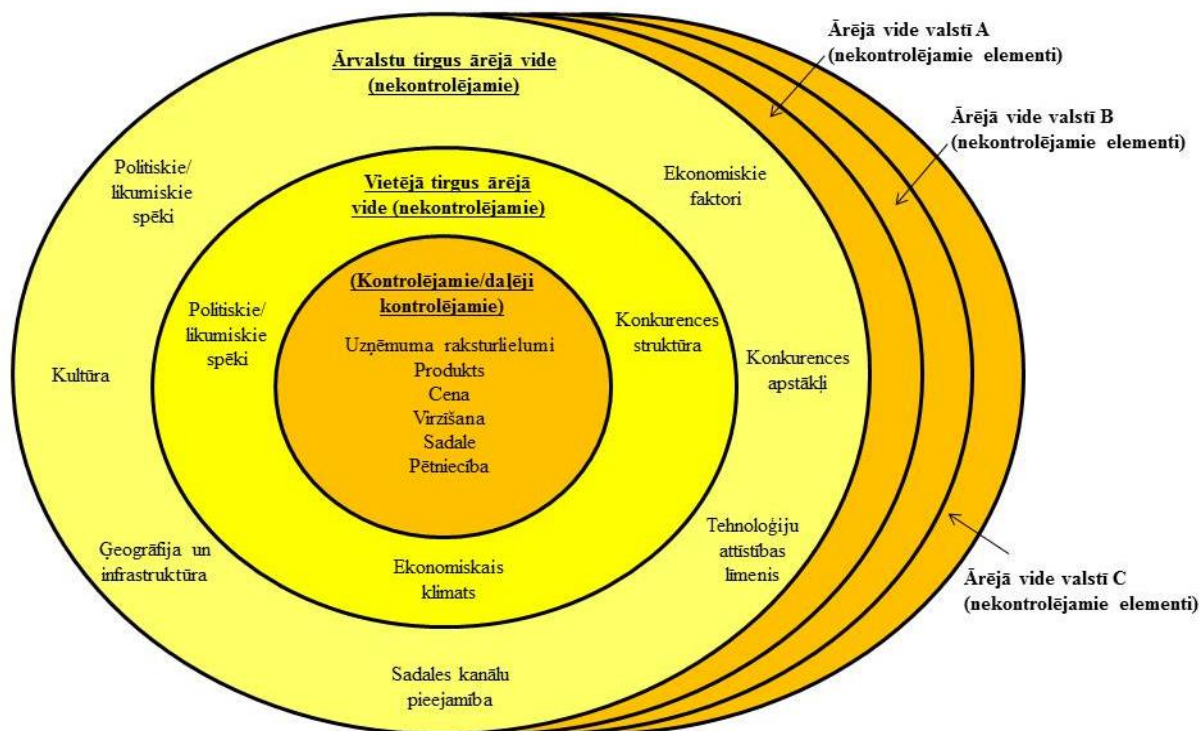 Ārvalstu tirgus ārējā vide
(nekontrolējamie)
Ārējā vide valstī A
(nekontrolējamie elementi)
Ārējā vide valstī B
(nekontrolējamie elementi)
Politiskie/
likumiskie
spēki
Vietējā tirgus ārējā
vide (nekontrolējamie)
Ekonomiskie
faktori
(Kontrolējamie/daļēji
kontrolējamie)
Politiskie/
likumiskie
spēki
Uzņēmuma raksturlielumi
Produkts
Cena
Virzīšana
Sadale
Pētniecība
Konkurences
struktūra
Kultūra
Konkurences
apstākļi
Ģeogrāfija un
infrastruktūra
Ekonomiskais
klimats
Tehnoloģiju
attīstības
līmenis
Ārējā vide valstī C
(nekontrolējamie elementi)
Sadales kanālu
pieejamība